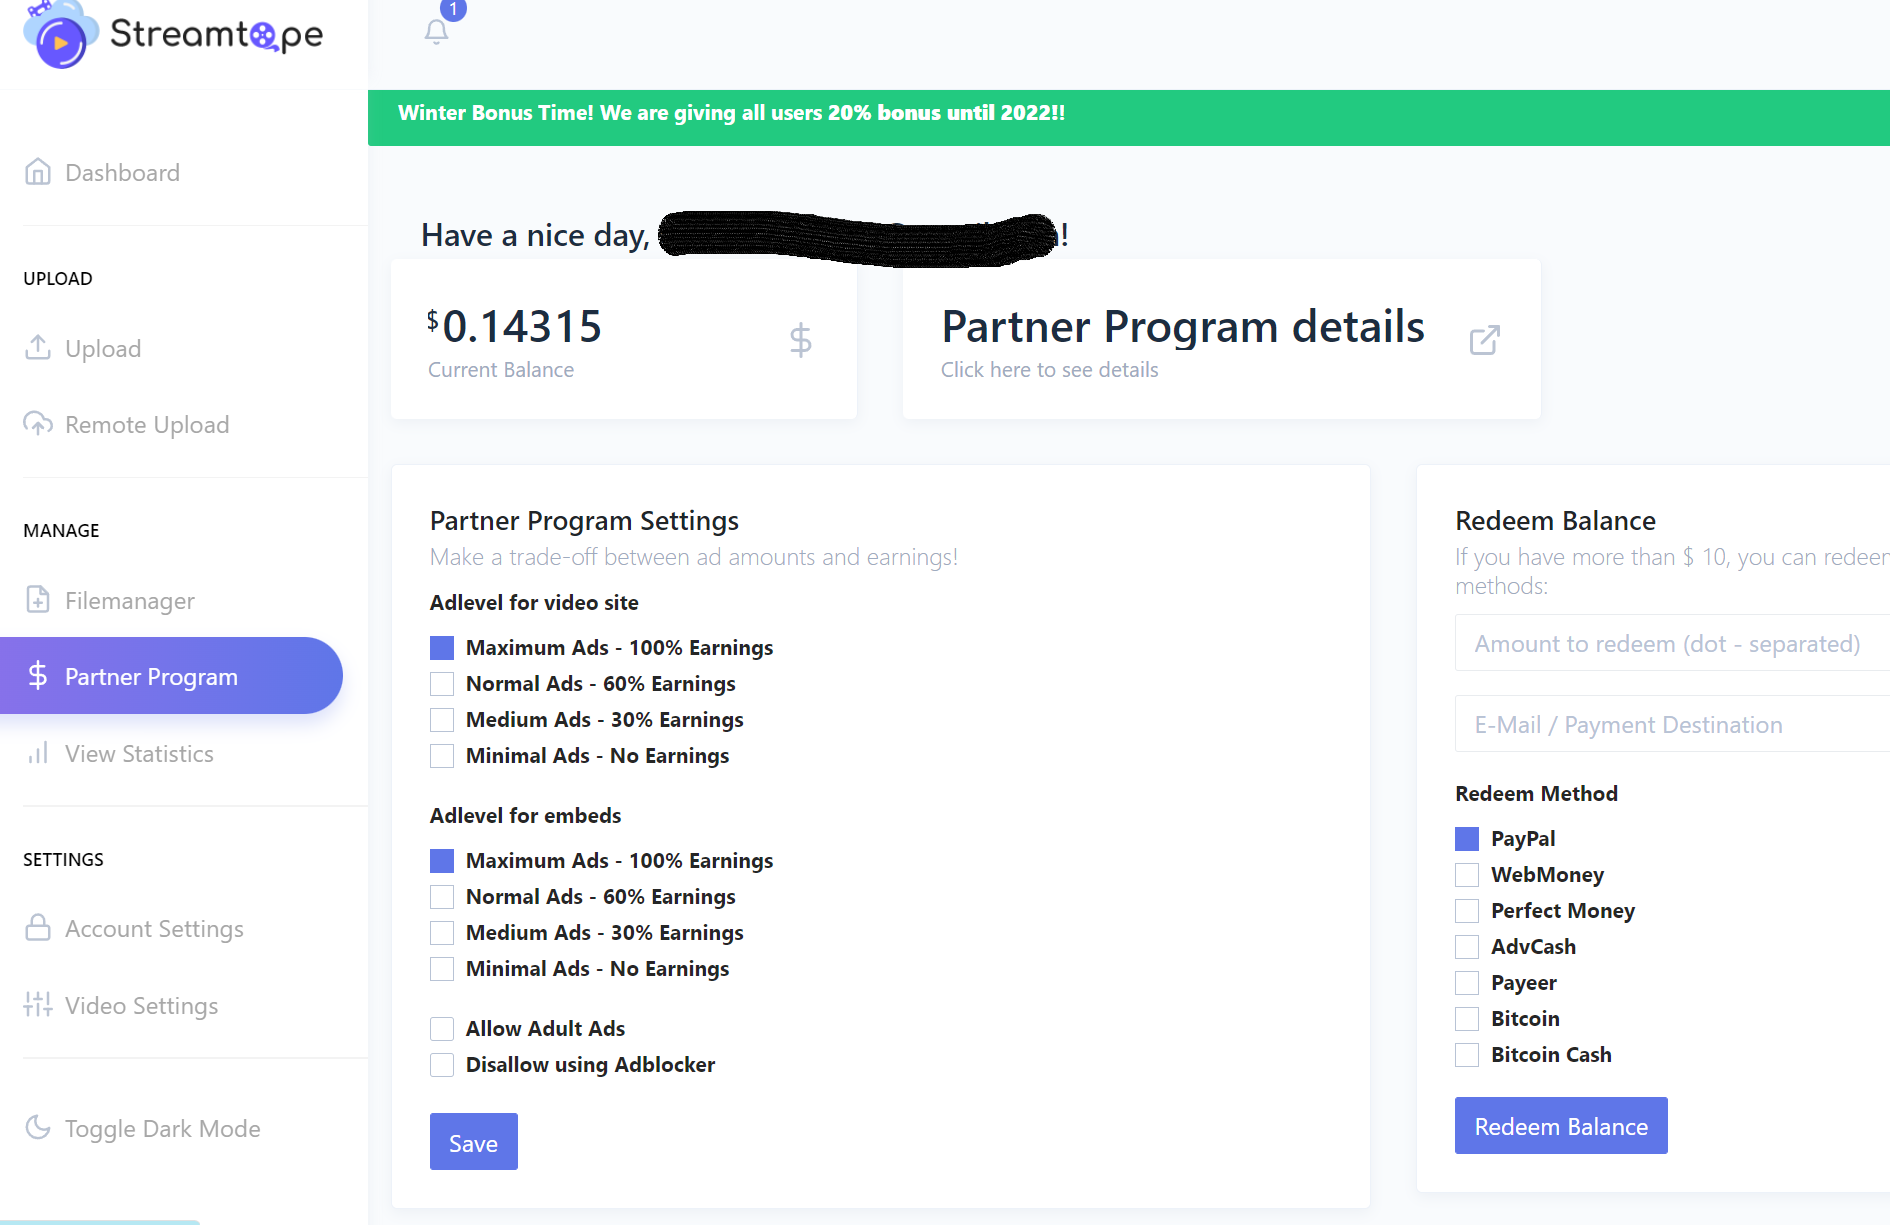 Streamtape
1
Winter Bonus Time! We are giving all users 20% bonus until 2022!!
Dashboard
UPLOAD
Upload
Remote Upload
MANAGE
Filemanager
Partner Program
View Statistics
SETTINGS
Account Settings
Video Settings
Toggle Dark Mode
Have a nice day, !
$0.14315
Current Balance
Partner Program details
Click here to see details
Partner Program Settings
Make a trade-off between ad amounts and earnings!
Adlevel for video site
Maximum Ads - 100% Earnings
Normal Ads - 60% Earnings
Medium Ads - 30% Earnings
Minimal Ads - No Earnings
Adlevel for embeds
Maximum Ads - 100% Earnings
Normal Ads - 60% Earnings
Medium Ads - 30% Earnings
Minimal Ads - No Earnings
Allow Adult Ads
Disallow using Adblocker
Save
Redeem Balance
If you have more than $ 10, you can
methods:
Amount to redeem (dot - separated)
E-Mail / Payment Destination
Redeem Method
PayPal
WebMoney
Perfect Money
AdvCash
Payeer
Bitcoin
Bitcoin Cash
Redeem Balance